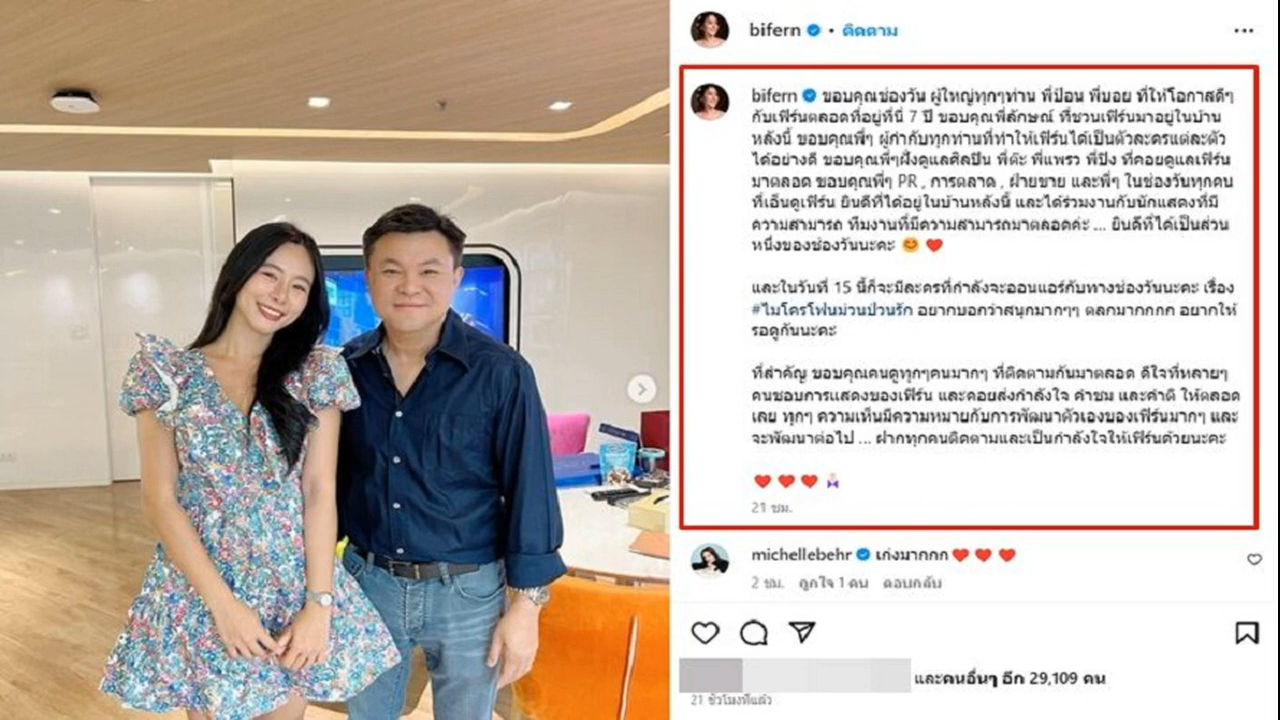 bifern • ติดตาม
bifern ขอบคุณช่องวัน ผู้ใหญ่ทุกๆท่าน พี่ป้อน พี่บอย ที่ให้โอกาสดีๆ
กับเฟิร์นตลอดที่อยู่ที่นี่ 7 ปี ขอบคุณพี่ลักษณ์ ที่ชวนเฟิร์นมาอยู่ในบ้าน
หลังนี้ ขอบคุณพี่ๆ ผู้กำกับทุกท่านที่ทำให้เฟิร์นได้เป็นตัวละครแต่ละตัว
ได้อย่างดี ขอบคุณพี่ๆฝั่งดูแลศิลปิน พี่ต๊ะ พี่แพรว พี่ปิง ที่คอยดูแลเฟิร์น
มาตลอด ขอบคุณพี่ๆ PR , การตลาด , ฝ่ายขาย และพี่ๆ ในช่องวันทุกคน
ที่เอ็นดูเฟิร์น ยินดีที่ได้อยู่ในบ้านหลังนี้ และได้ร่วมงานกับนักแสดงที่มี
ความสามารถ ทีมงานที่มีความสามารถมาตลอดค่ะ ... ยินดีที่ได้เป็นส่วน
หนึ่งของช่องวันนะคะ 😊 ❤️
และในวันที่ 15 นี้ก็จะมีละครที่กำลังจะออนแอร์กับทางช่องวันนะคะ เรื่อง
#ไมโครโฟนม่วนป่วนรัก อยากบอกว่าสนุกมากๆๆ ตลกมากกกก อยากให้
รอดูกันนะคะ
ที่สำคัญ ขอบคุณคนดูทุกๆคนมากๆ ที่ติดตามกันมาตลอด ดีใจที่หลายๆ
คนชอบการแสดงของเฟิร์น และคอยส่งกำลังใจ คำชม และคำติ ให้ตลอด
เลย ทุกๆ ความเห็นมีความหมายกับการพัฒนาตัวเองของเฟิร์นมากๆ และ
จะพัฒนาต่อไป ... ฝากทุกคนติดตามและเป็นกำลังใจให้เฟิร์นด้วยนะคะ
❤️ ❤️ ❤️
21 ชม.
michellebehr เก่งมากกก ❤️ ❤️ ❤️
2 ชม. ถูกใจ 1 คน ตอบกลับ
และคนอื่นๆ อีก 29,109 คน
21 ชั่วโมงที่แล้ว